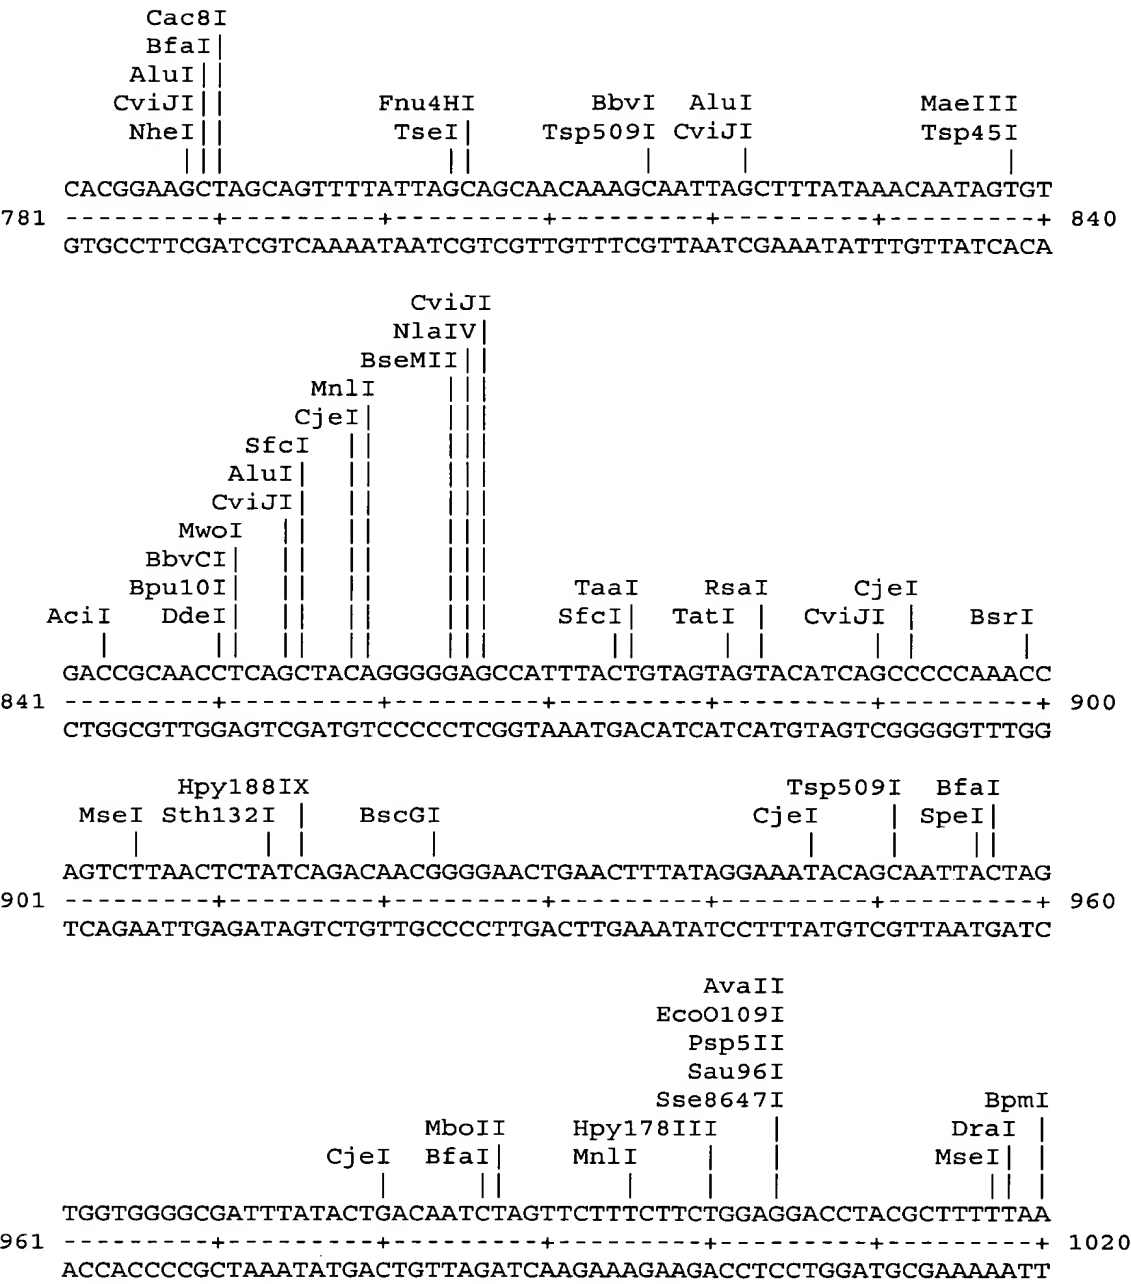 Cac8I
BfaI|
AluI||
CviJI|| Fnu4HI BbvI AluI MaeIII
NheI|| TseI| Tsp509I CviJI Tsp45I
CACGGAAGCTAGCAGTTTTATTAGCAGCAACAAAGCAATTAGCTTTATAAACAATAGTGT
781 ---------+---------+---------+---------+---------+---------+ 840
GTGCCTTCGATCGTCAAAATAATCGTCGTTGTTTCGTTAATCGAAATATTTGTTATCACA
CviJI
NlaIV|
BseMII||
MnlI
CjeI|
SfcI
AluI|
CviJI|
MwoI
BbvCI|
Bpu10I| TaaI RsaI CjeI
AciI DdeI| SfcI| TatI | CviJI | BsrI
GACCGCAACCTCAGCTACAGGGGGAGCCATTTACTGTAGTAGTACATCAGCCCCCAAACC
841 ---------+---------+---------+---------+---------+---------+ 900
CTGGCGTTGGAGTCGATGTCCCCCTCGGTAAATGACATCATCATGTAGTCGGGGGTTTGG
Hpy188IX Tsp509I BfaI
MseI Sth132I | BscGI CjeI | SpeI|
AGTCTTAACTCTATCAGACAACGGGGAACTGAACTTTATAGGAAATACAGCAATTACTAG
901 ---------+---------+---------+---------+---------+---------+ 960
TCAGAATTGAGATAGTCTGTTGCCCCTTGACTTGAAATATCCTTTATGTCGTTAATGATC
AvaII
EcoO109I
Psp5II
Sau96I
Sse8647I BpmI
MboII Hpy178III | DraI |
CjeI BfaI| MnlI | | MseI| |
TGGTGGGGCGATTTATACTGACAATCTAGTTCTTTCTTCTGGAGGACCTACGCTTTTTAA
961 ---------+---------+---------+---------+---------+---------+ 1020
ACCACCCCGCTAAATATGACTGTTAGATCAAGAAAGAAGACCTCCTGGATGCGAAAAATT